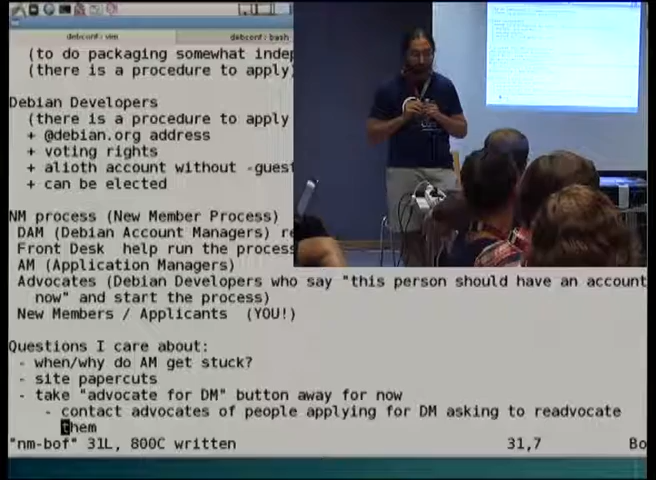 debconf: vim
debconf: bash
(to do packaging somewhat indep
(there is a procedure to apply)
Debian Developers
(there is a procedure to apply
+ @debian.org address
+ voting rights
+ alioth account without -guest
+ can be elected
NM process (New Member Process)
DAM (Debian Account Managers) re
Front Desk help run the process
AM (Application Managers)
Advocates (Debian Developers who say "this person should have an account
now" and start the process)
New Members / Applicants (YOU!)
Questions I care about:
- when/why do AM get stuck?
- site papercuts
- take "advocate for DM" button away for now
- contact advocates of people applying for DM asking to readvocate
them
"nm-bof" 31L, 800C written 31,7 Bo